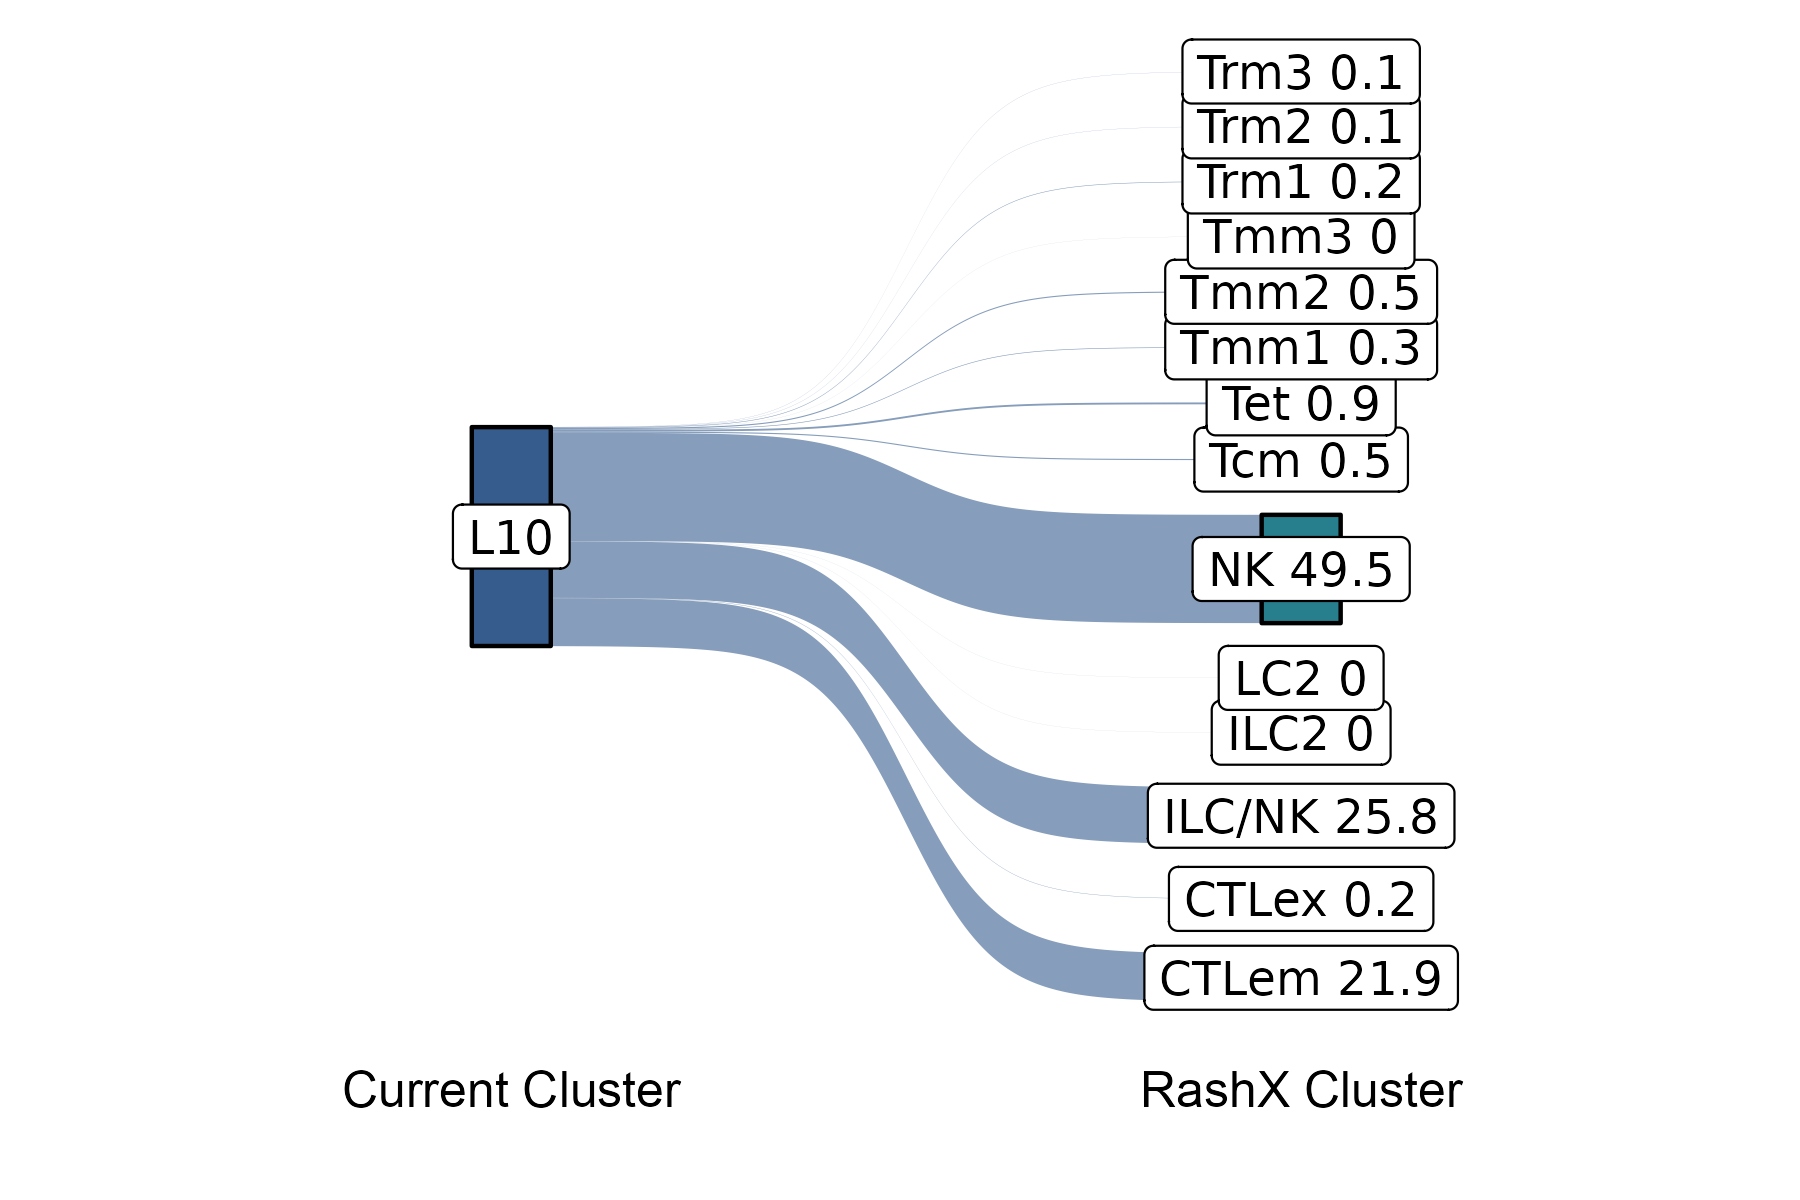 Trm3 0.1
Trm2 0.1
Trm1 0.2
Tmm3 0
Tmm2 0.5
Tmm1 0.3
Tet 0.9
Tcm 0.5
L10
NK 49.5
LC2 0
ILC2 0
ILC/NK 25.8
CTLex 0.2
CTLem 21.9
Current Cluster
RashX Cluster